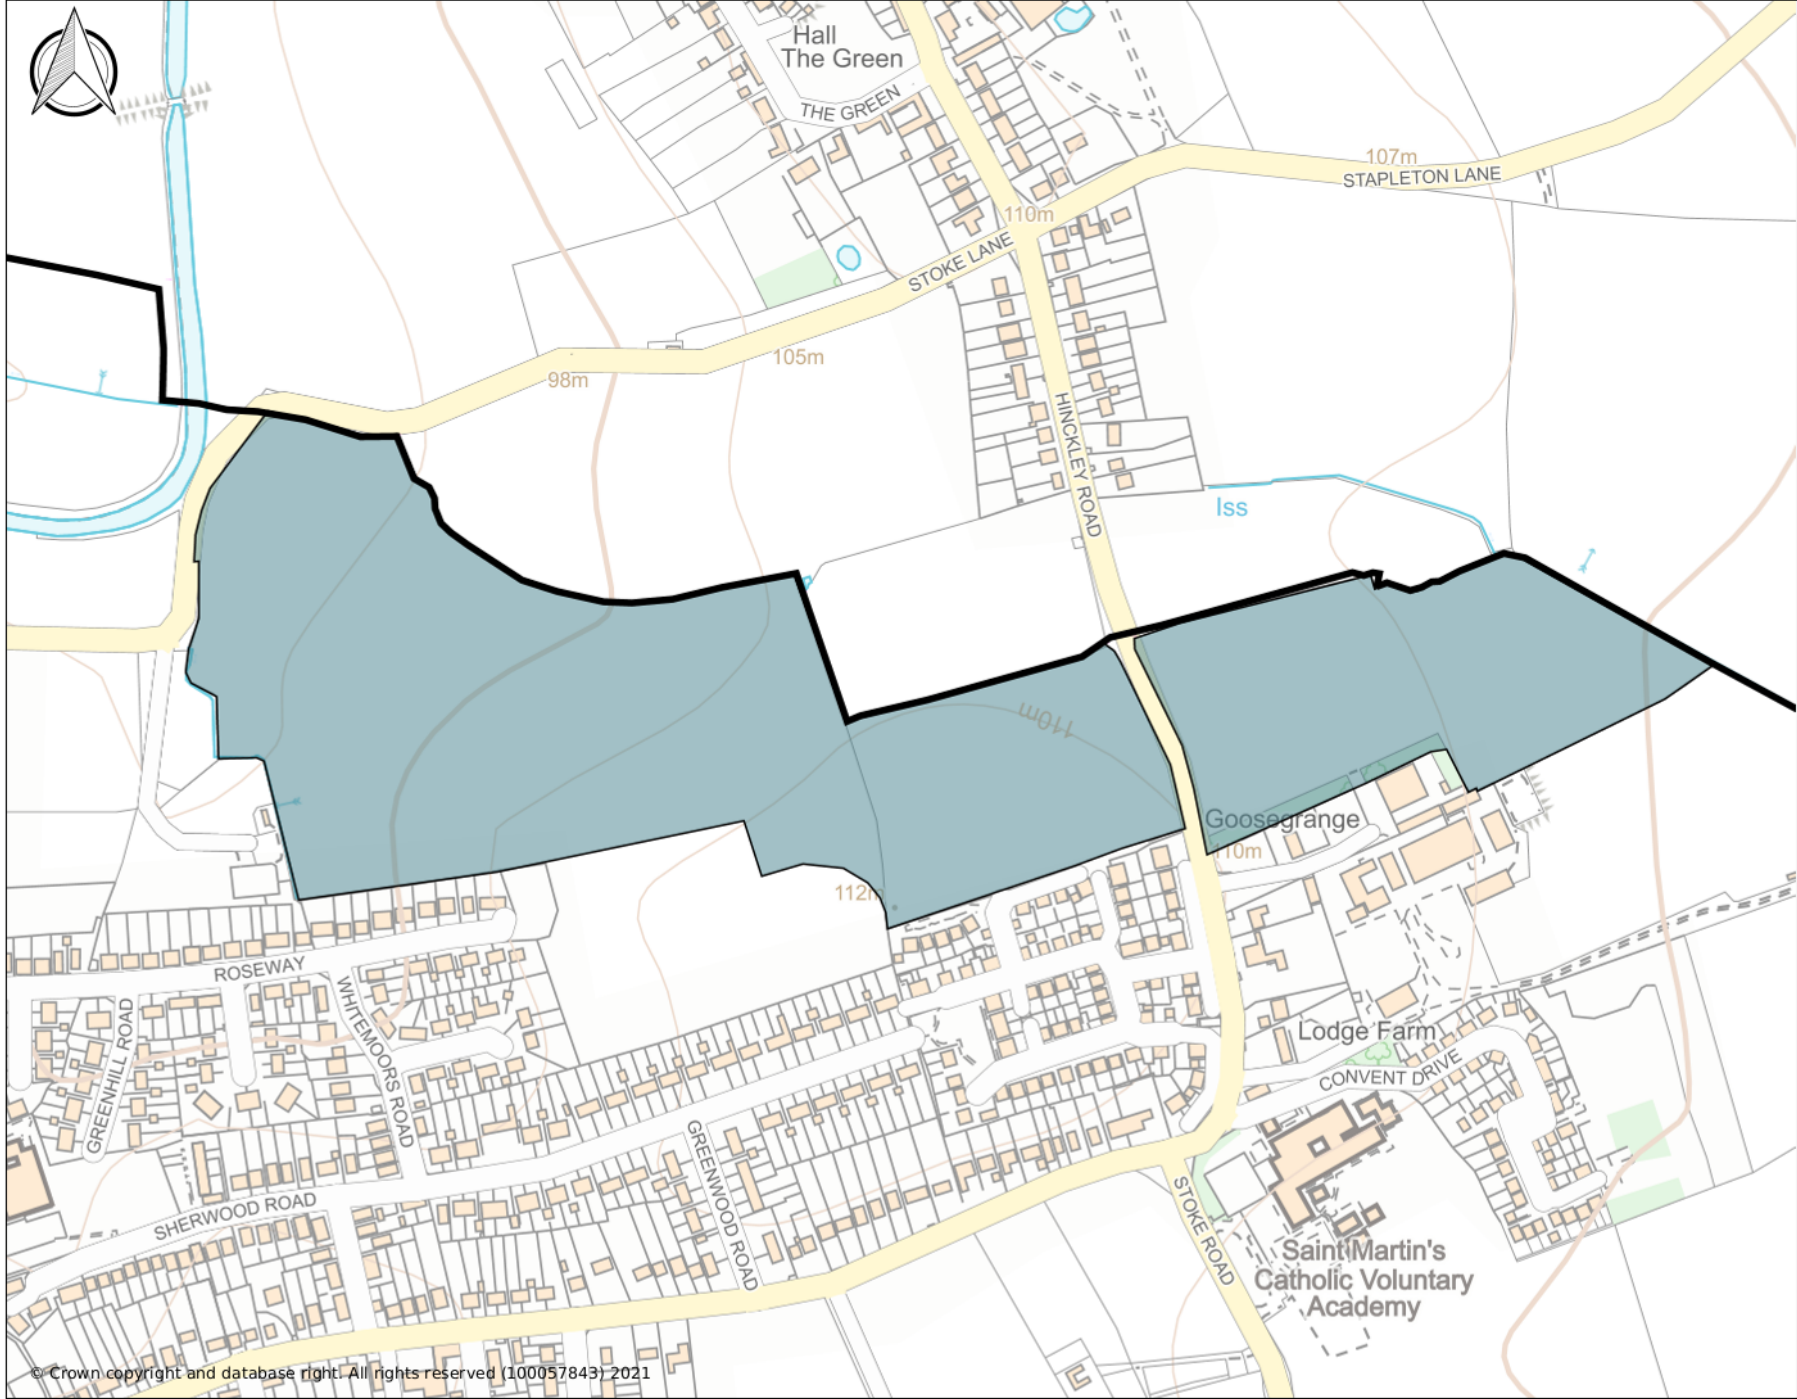 Hall
The Green
THE GREEN
107m
STAPLETON LANE
110m
STOKE LANE
105m
98m
HINCKLEY ROAD
Iss
110m
Goosegrange
110m
112m
ROSEWAY
WHITEMOORS ROAD
GREENHILL ROAD
Lodge Farm
CONVENT DRIVE
GREENWOOD ROAD
SHERWOOD ROAD
STOKE ROAD
Saint Martin's
Catholic Voluntary
Academy
© Crown copyright and database right. All rights reserved (100057843) 2021